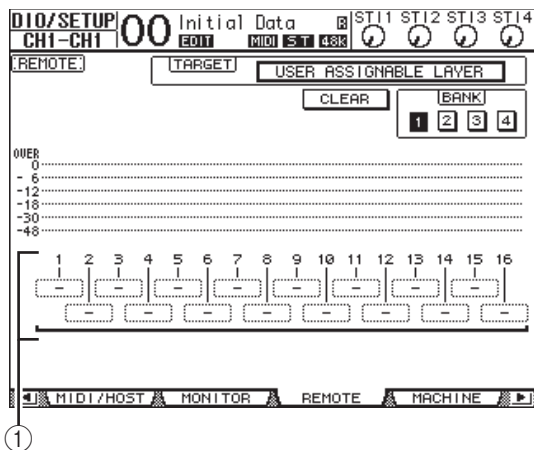 DIO/SETUP 00 Initial Data R ST1 ST2 ST3 ST4
CH1-CH1 EDIT MIDI ST 48k
REMOTE TARGET USER ASSIGNABLE LAYER
CLEAR BANK
1 2 3 4
OVER
0
- 6
-12
-18
-30
-48
1 2 3 4 5 6 7 8 9 10 11 12 13 14 15 16
- - - - - - - -
- - - - - - - -
MIDI/HOST MONITOR REMOTE MACHINE
1